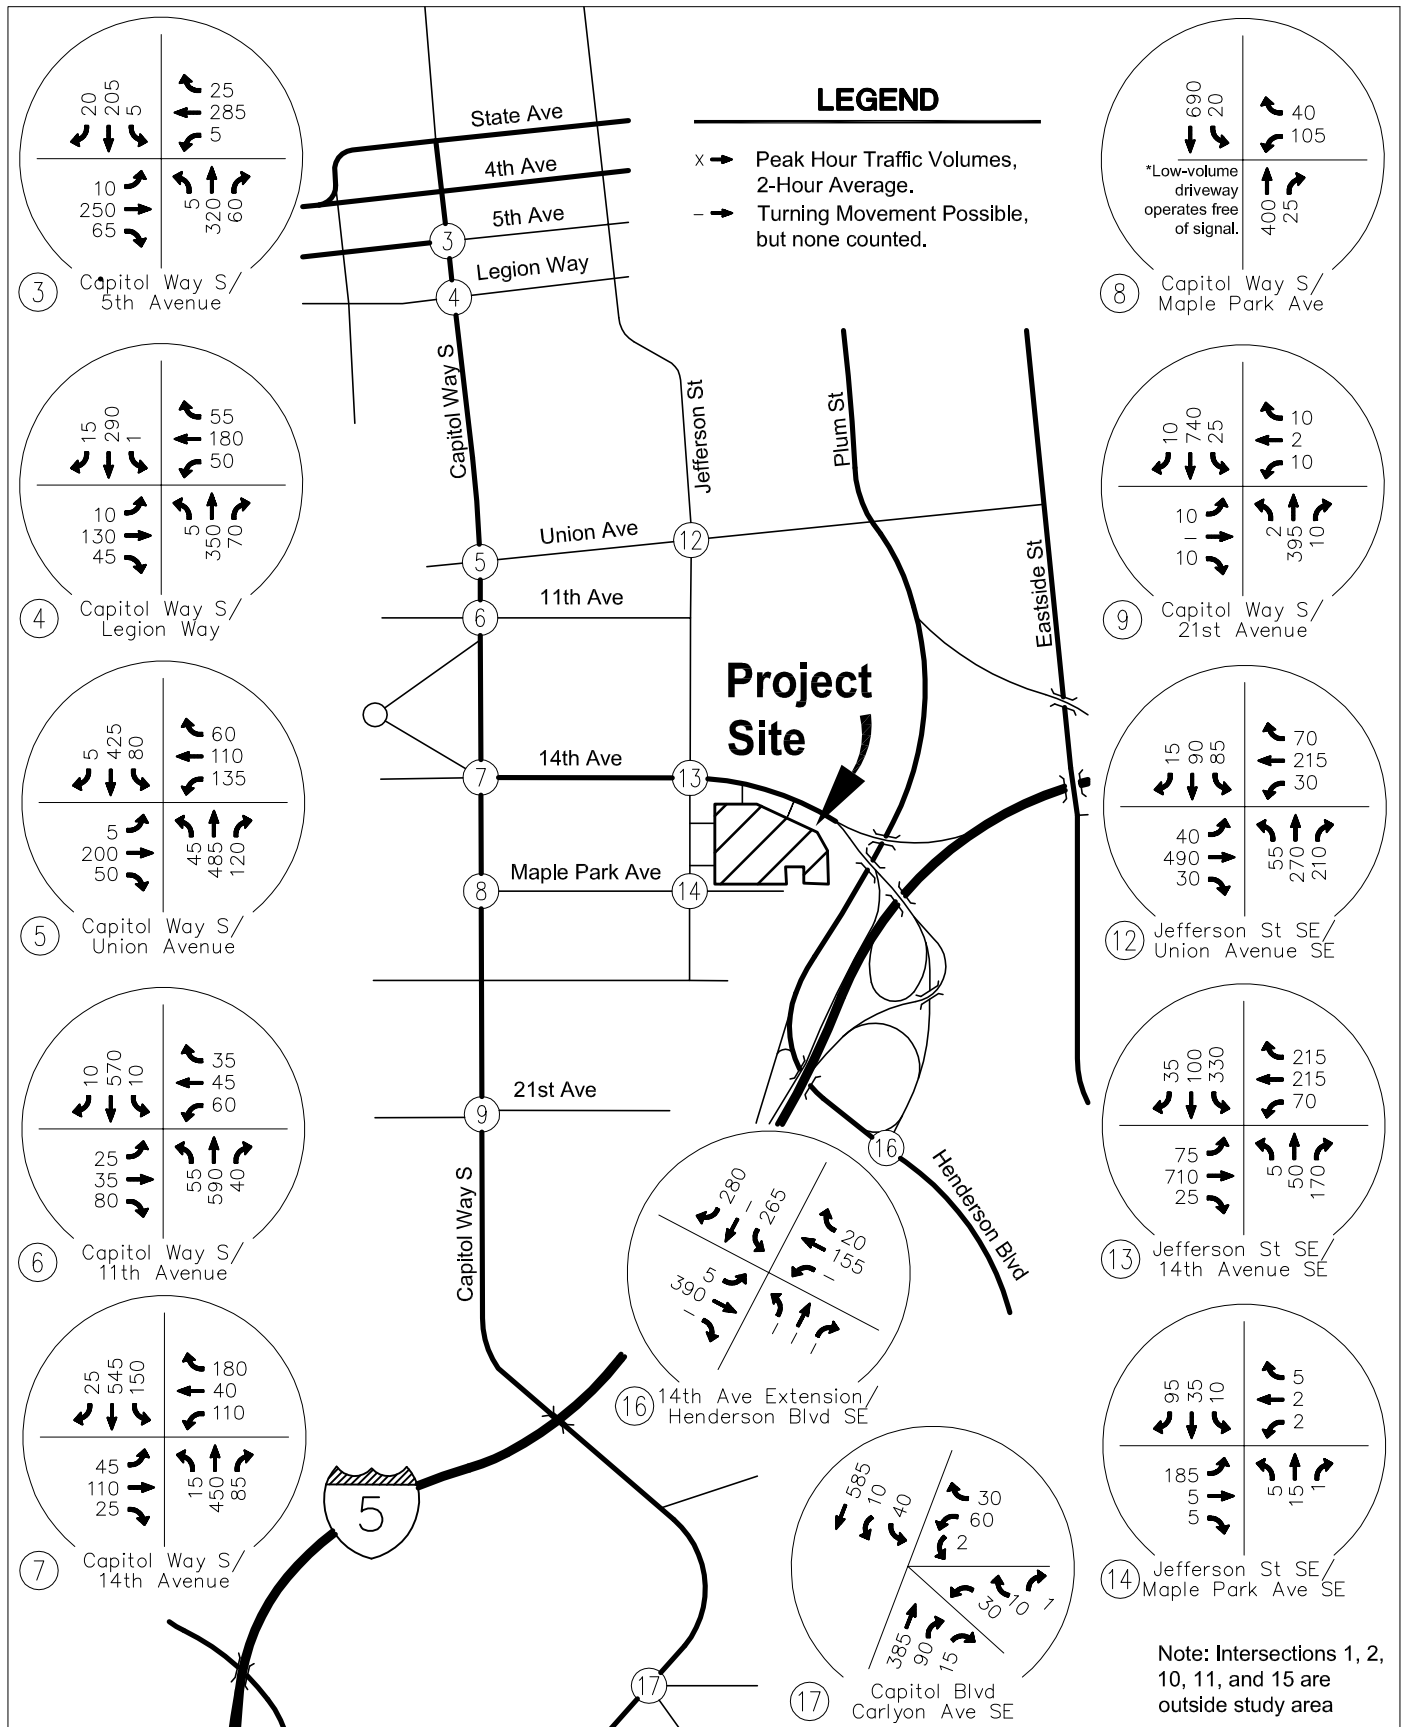 LEGEND
x Peak Hour Traffic Volumes,
2-Hour Average.
– Turning Movement Possible,
but none counted.
State Ave
4th Ave
5th Ave
Legion Way
Capitol Way S
Jefferson St
Plum St
Eastside St
Union Ave
11th Ave
14th Ave
Maple Park Ave
21st Ave
Capitol Way S
Henderson Blvd
Project
Site
3
4
5
6
7
8
9
12
13
14
16
17
5
20 205 5
25
285
5
10
250
65
5 320 60
3 Capitol Way S/
5th Avenue
15 290 1
55
180
50
10
130
45
5 350 70
4 Capitol Way S/
Legion Way
5 425 80
60
110
135
5
200
50
45 485 120
5 Capitol Way S/
Union Avenue
10 570 10
35
45
60
25
35
80
55 590 40
6 Capitol Way S/
11th Avenue
25 545 150
180
40
110
45
110
25
15 450 85
7 Capitol Way S/
14th Avenue
690 20
40
105
*Low-volume
driveway
operates free
of signal.
400 25
8 Capitol Way S/
Maple Park Ave
10 740 25
10
2
10
10
–
10
2 395 10
9 Capitol Way S/
21st Avenue
15 90 85
70
215
30
40
490
30
55 270 210
12 Jefferson St SE/
Union Avenue SE
35 100 330
215
215
70
75
710
25
5 50 170
13 Jefferson St SE/
14th Avenue SE
95 35 10
5
2
2
185
5
5
5 15 1
14 Jefferson St SE/
Maple Park Ave SE
280 – 265
20
155
–
5
390
–
– – –
16 14th Ave Extension/
Henderson Blvd SE
585 10 40
30
60
2
30 10 1
385 90 15
17 Capitol Blvd
Carlyon Ave SE
Note: Intersections 1, 2,
10, 11, and 15 are
outside study area